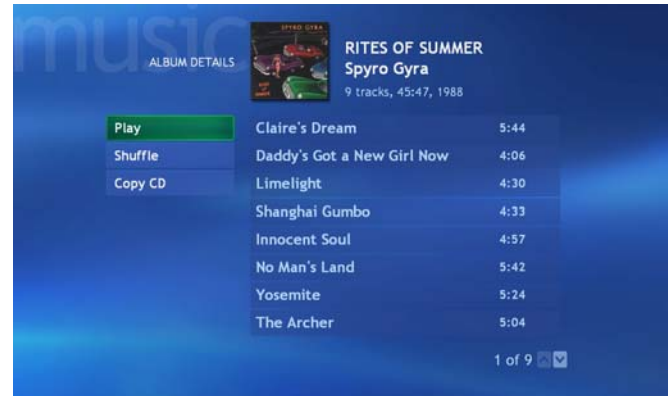 music
ALBUM DETAILS
SPYRO GYRA
RITES OF SUMMER
Spyro Gyra
9 tracks, 45:47, 1988
Play
Shuffle
Copy CD
Claire's Dream 5:44
Daddy's Got a New Girl Now 4:06
Limelight 4:30
Shanghai Gumbo 4:33
Innocent Soul 4:57
No Man's Land 5:42
Yosemite 5:24
The Archer 5:04
1 of 9